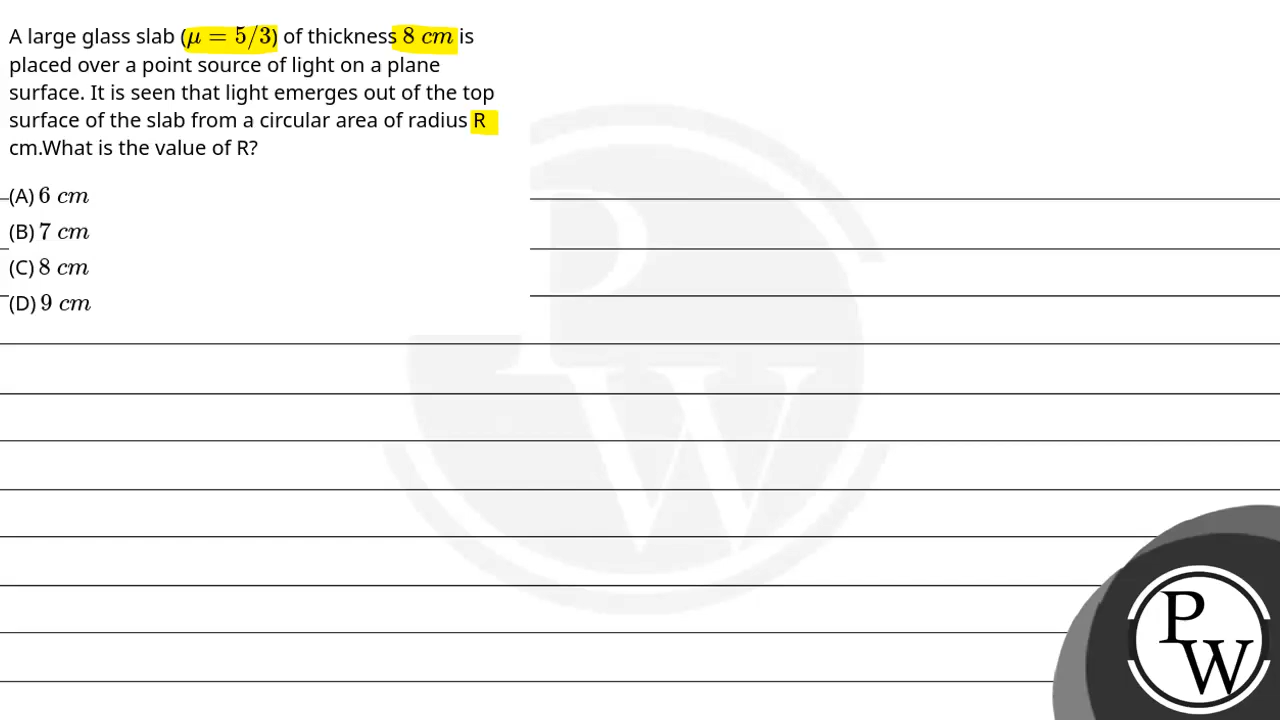 A large glass slab (μ = 5/3) of thickness 8 cm is
placed over a point source of light on a plane
surface. It is seen that light emerges out of the top
surface of the slab from a circular area of radius R
cm.What is the value of R?
(A) 6 cm
(B) 7 cm
(C) 8 cm
(D) 9 cm
P
W
P
W